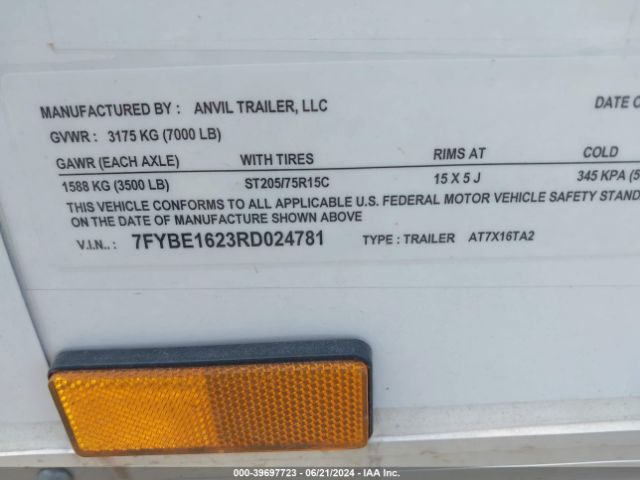 MANUFACTURED BY : ANVIL TRAILER, LLC DATE O
GVWR : 3175 KG (7000 LB)
GAWR (EACH AXLE) WITH TIRES RIMS AT COLD
1588 KG (3500 LB) ST205/75R15C 15 X 5 J 345 KPA (5
THIS VEHICLE CONFORMS TO ALL APPLICABLE U.S. FEDERAL MOTOR VEHICLE SAFETY STAND
ON THE DATE OF MANUFACTURE SHOWN ABOVE
V.I.N.. : 7FYBE1623RD024781 TYPE : TRAILER AT7X16TA2
000-39697723 - 06/21/2024 - IAA Inc.